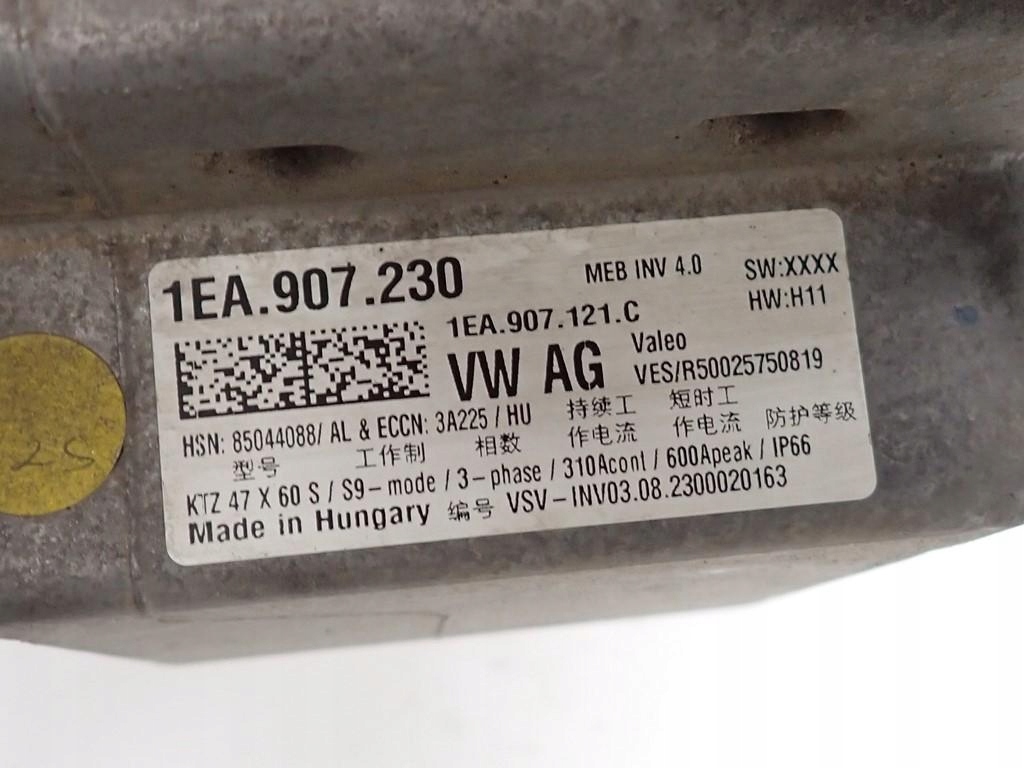 1EA.907.230
MEB INV 4.0
SW:XXXX
HW:H11
1EA.907.121.C
VW AG
Valeo
VES/R50025750819
HSN: 85044088/ AL & ECCN: 3A225 / HU
型号 工作制 相数 持续工作电流 短时工作电流 防护等级
KTZ 47 X 60 S / S9-mode / 3-phase / 310Acont / 600Apeak / IP66
Made in Hungary 编号 VSV-INV03.08.2300020163
25